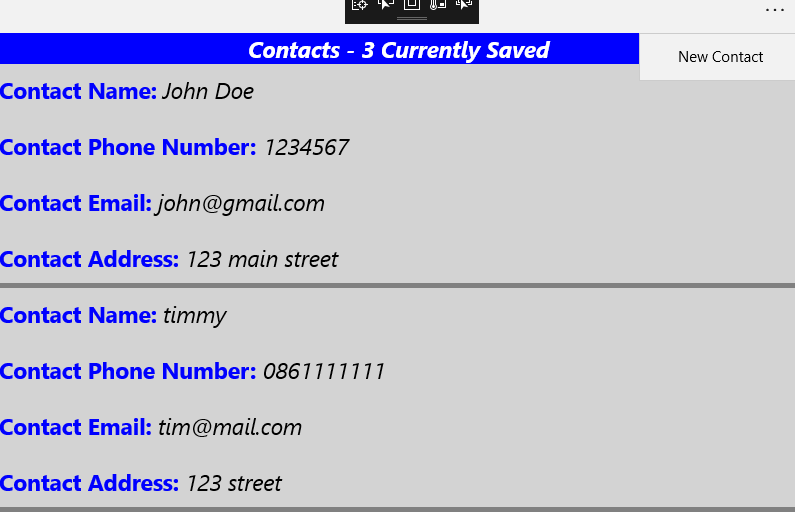 Contacts - 3 Currently Saved
New Contact
Contact Name: John Doe
Contact Phone Number: 1234567
Contact Email: john@gmail.com
Contact Address: 123 main street
Contact Name: timmy
Contact Phone Number: 0861111111
Contact Email: tim@mail.com
Contact Address: 123 street